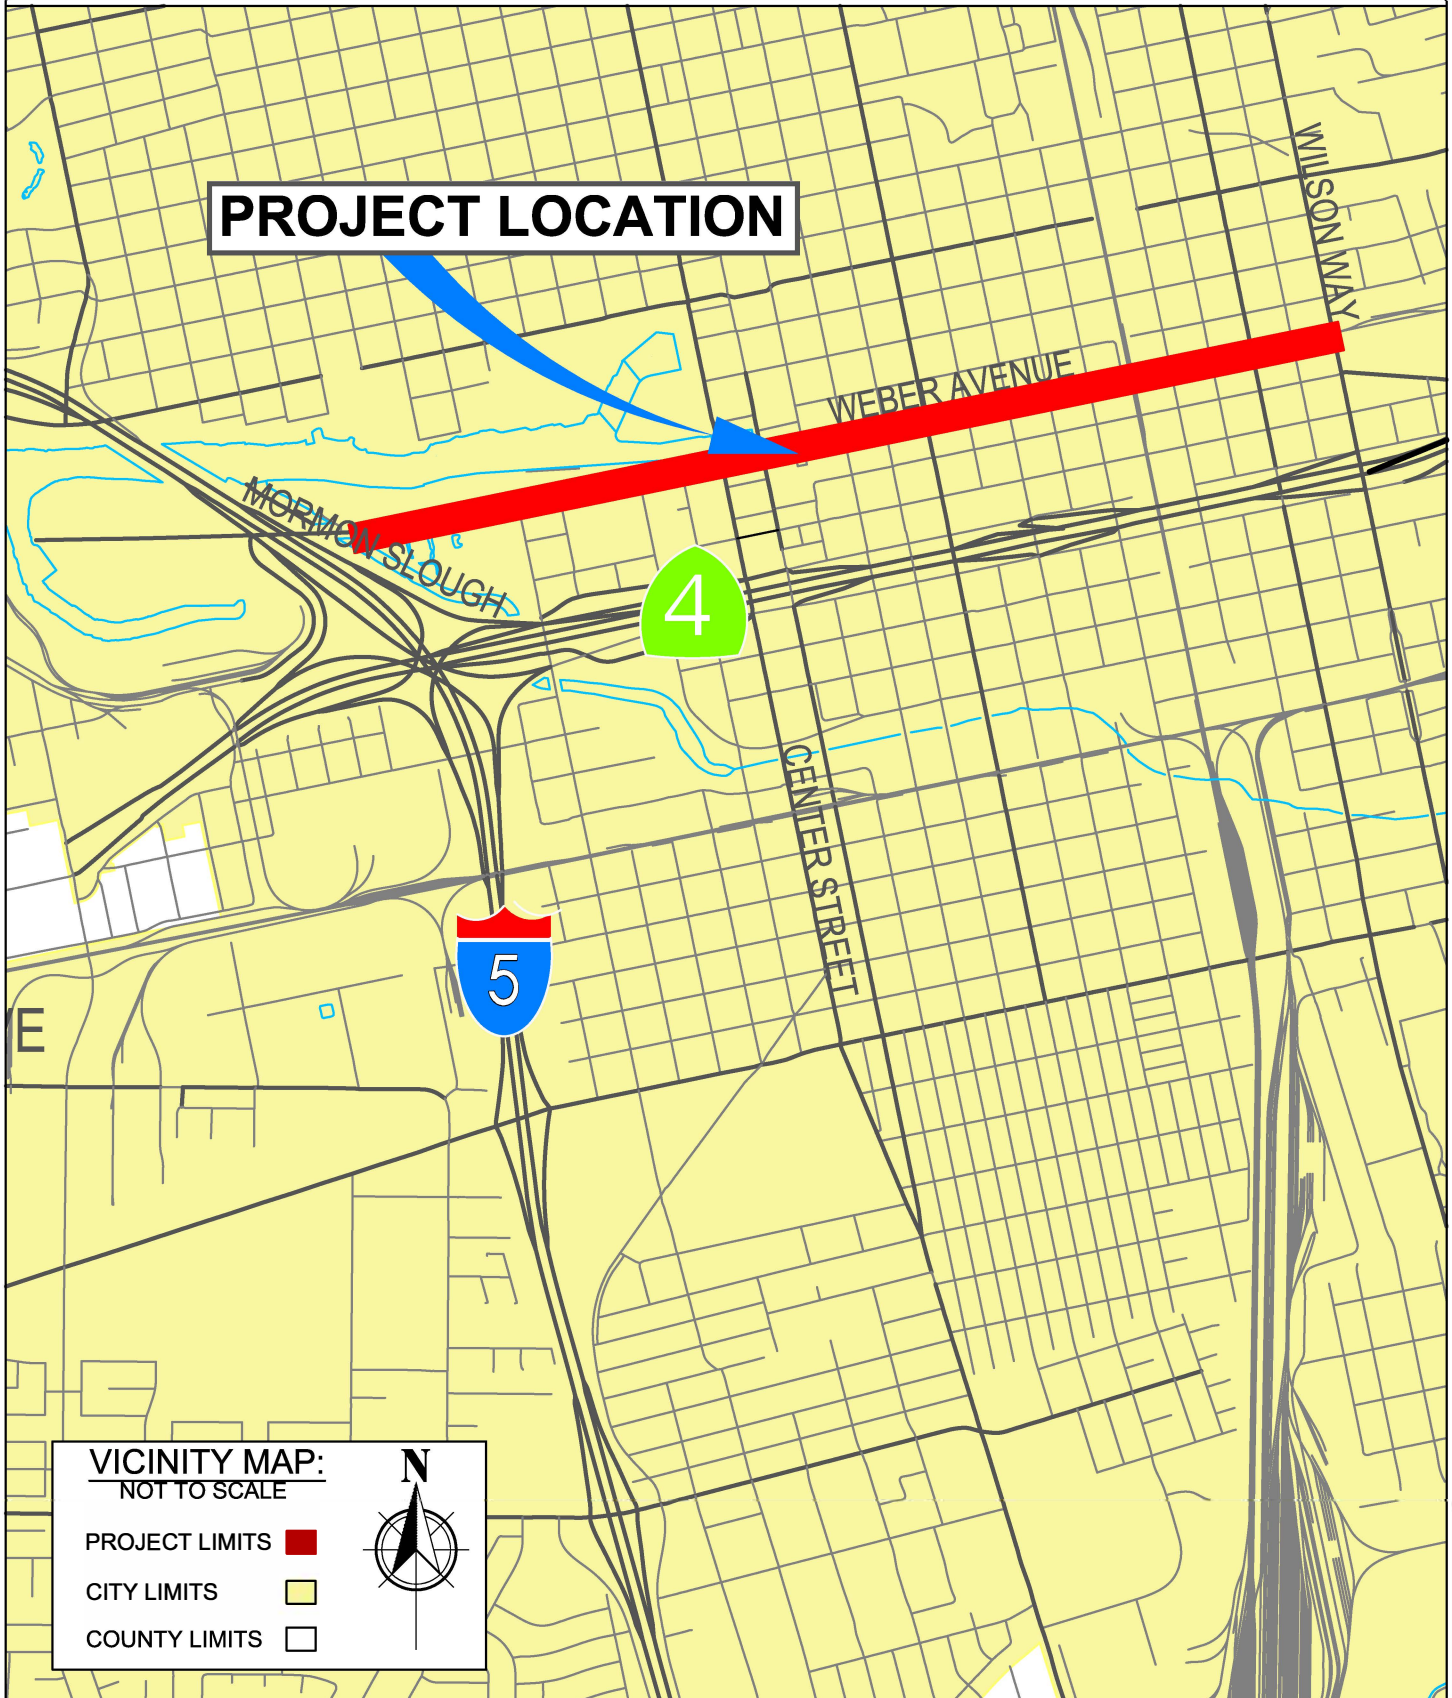 WILSON WAY
PROJECT LOCATION
WEBER AVENUE
MORMON SLOUGH
4
CENTER STREET
5
VICINITY MAP:
NOT TO SCALE
N
PROJECT LIMITS
CITY LIMITS
COUNTY LIMITS